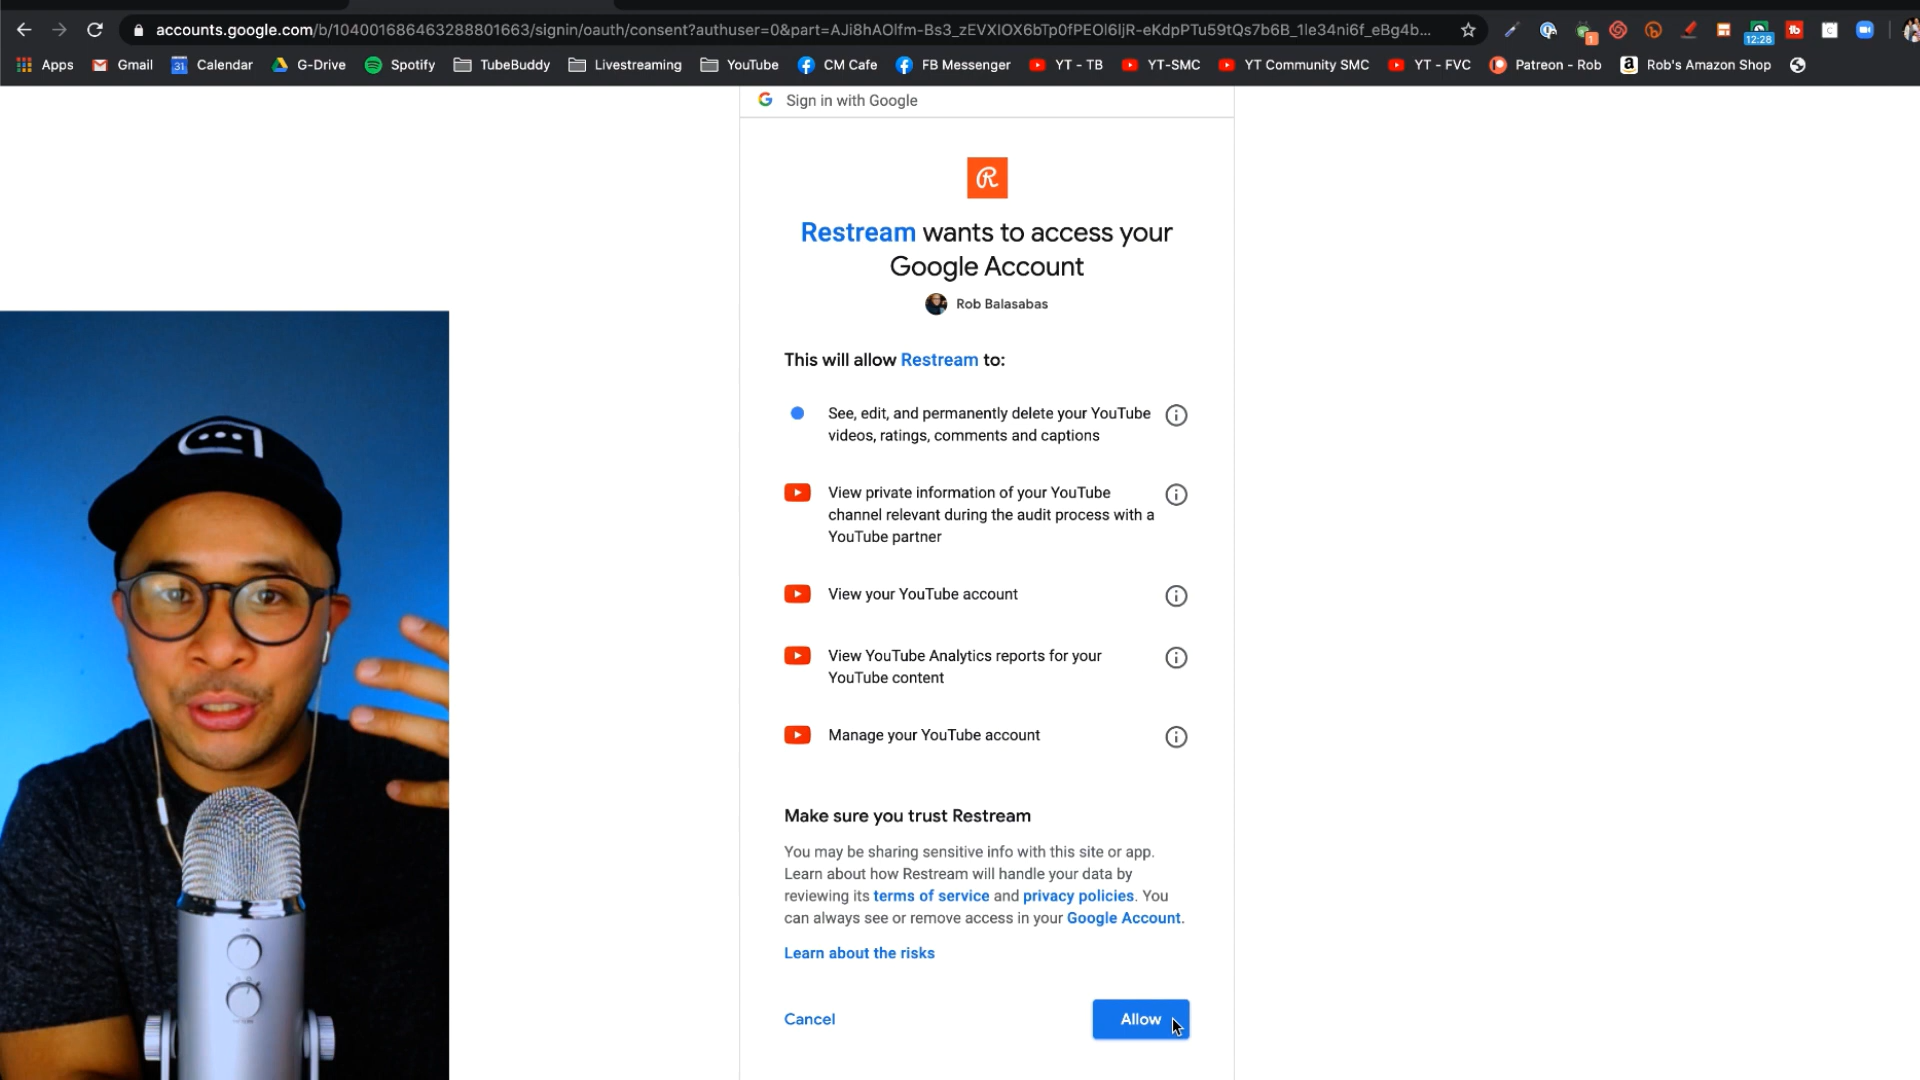 accounts.google.com/b/104001686463288801663/signin/oauth/consent?authuser=0&part=AJi8hAOlfm-Bs3_zEVXIOX6bTp0fPEOl6IjR-eKdpPTu59tQs7b6B_1le34ni6f_eBg4b...
12:28
1
Apps Gmail Calendar G-Drive Spotify TubeBuddy Livestreaming YouTube CM Cafe FB Messenger YT - TB YT-SMC YT Community SMC YT - FVC Patreon - Rob Rob's Amazon Shop
Sign in with Google
Restream wants to access your
Google Account
Rob Balasabas
This will allow Restream to:
See, edit, and permanently delete your YouTube
videos, ratings, comments and captions
View private information of your YouTube
channel relevant during the audit process with a
YouTube partner
View your YouTube account
View YouTube Analytics reports for your
YouTube content
Manage your YouTube account
Make sure you trust Restream
You may be sharing sensitive info with this site or app.
Learn about how Restream will handle your data by
reviewing its terms of service and privacy policies. You
can always see or remove access in your Google Account.
Learn about the risks
Cancel
Allow